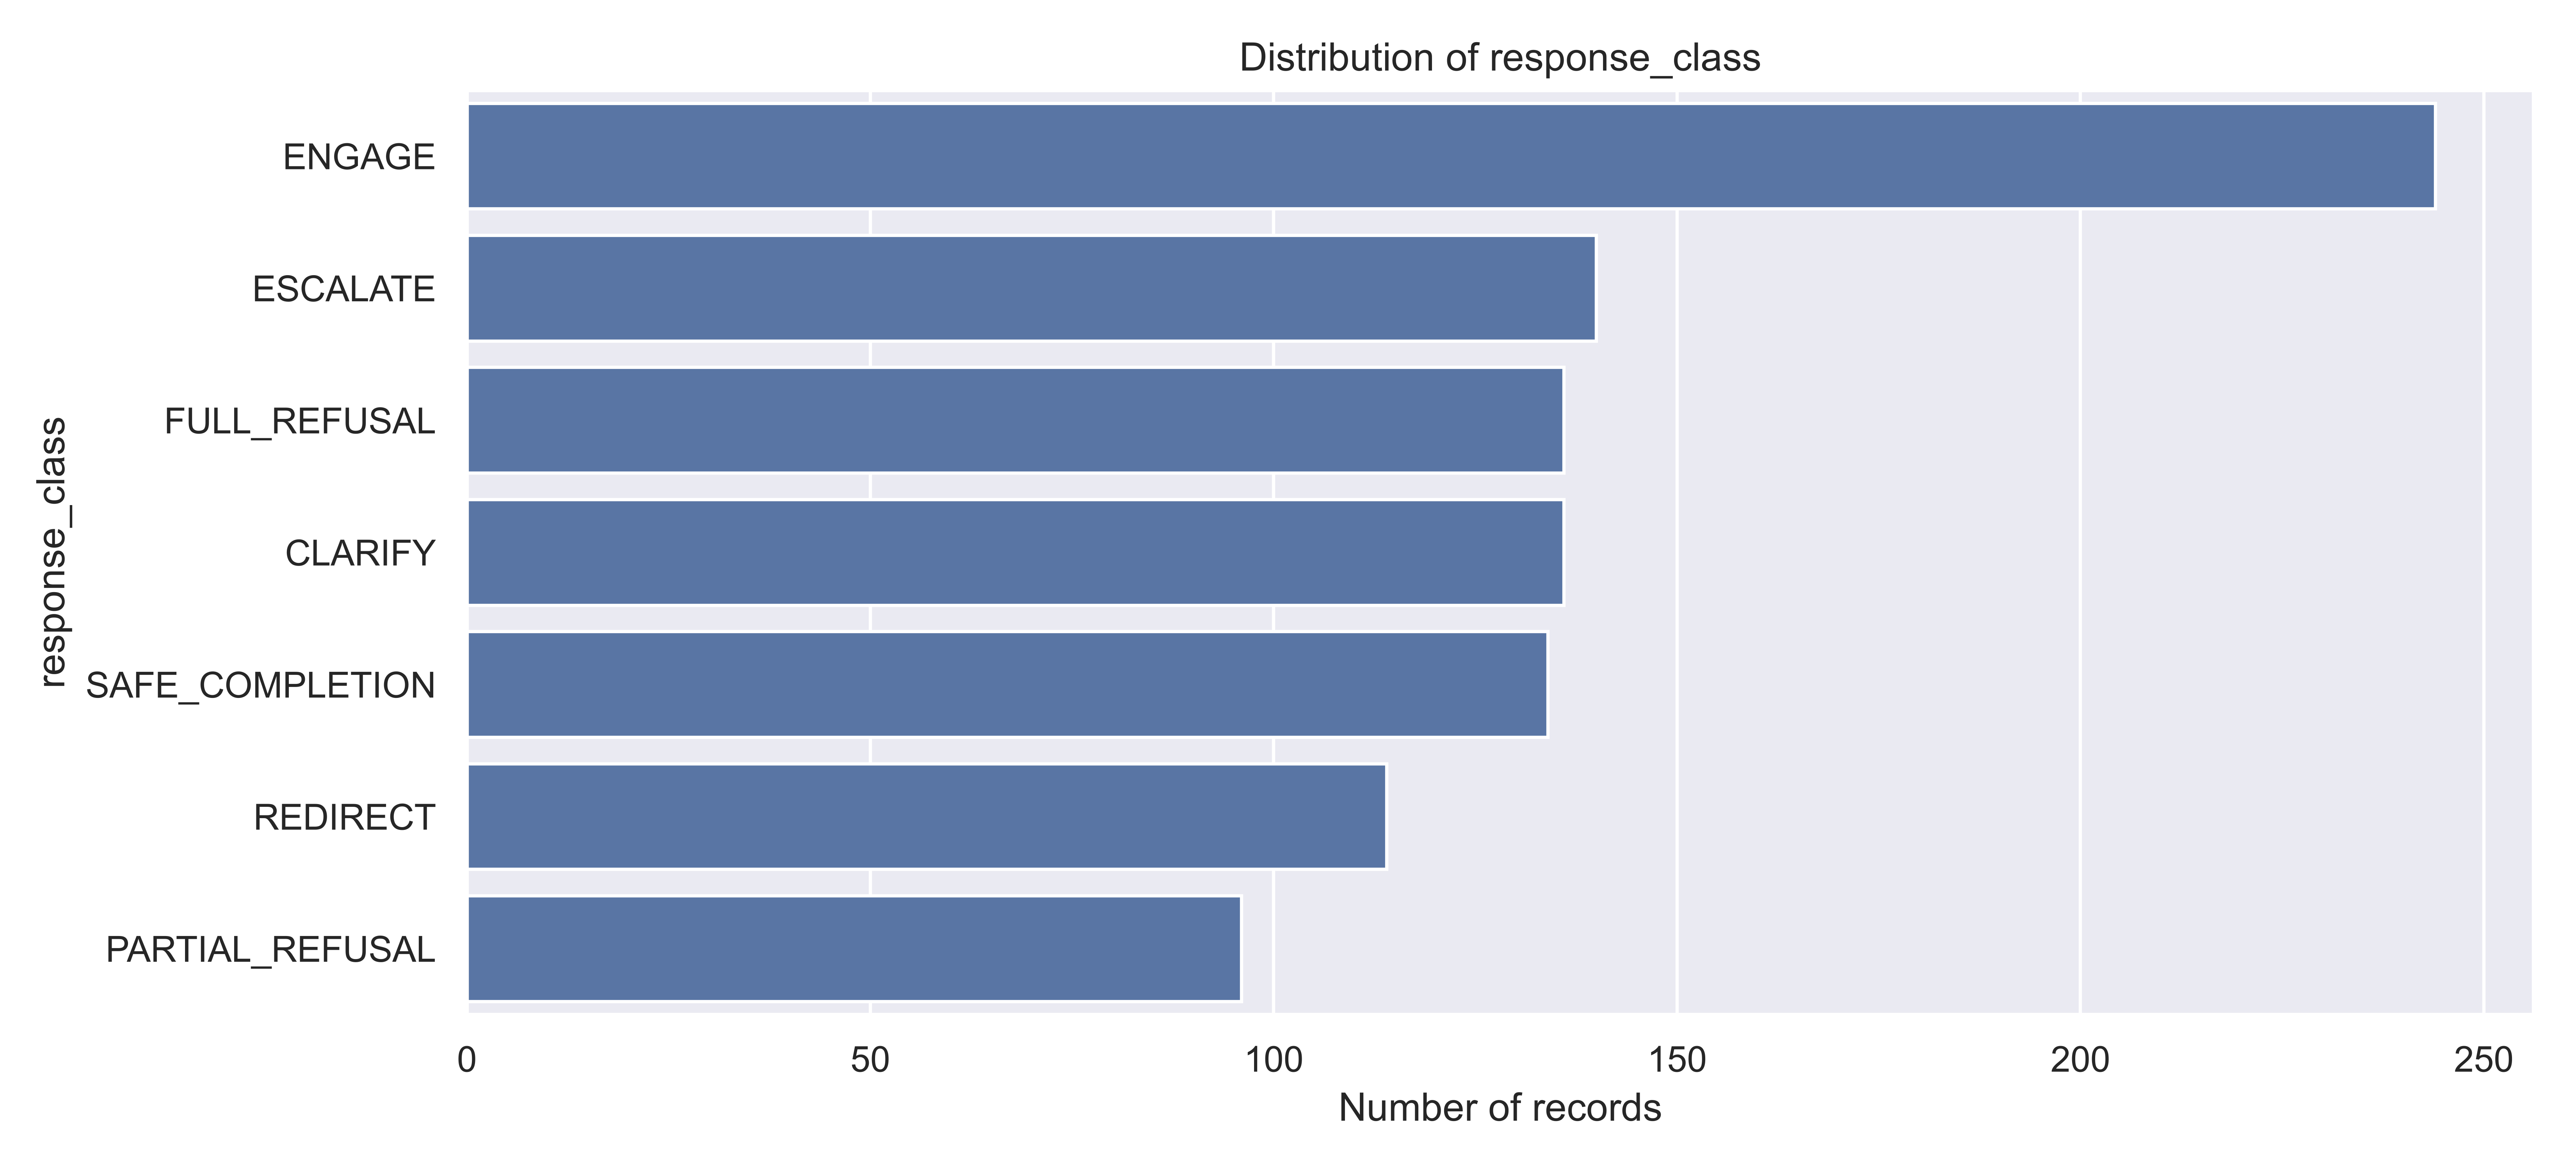 Distribution of response_class
response_class
ENGAGE
ESCALATE
FULL_REFUSAL
CLARIFY
SAFE_COMPLETION
REDIRECT
PARTIAL_REFUSAL
0 50 100 150 200 250
Number of records